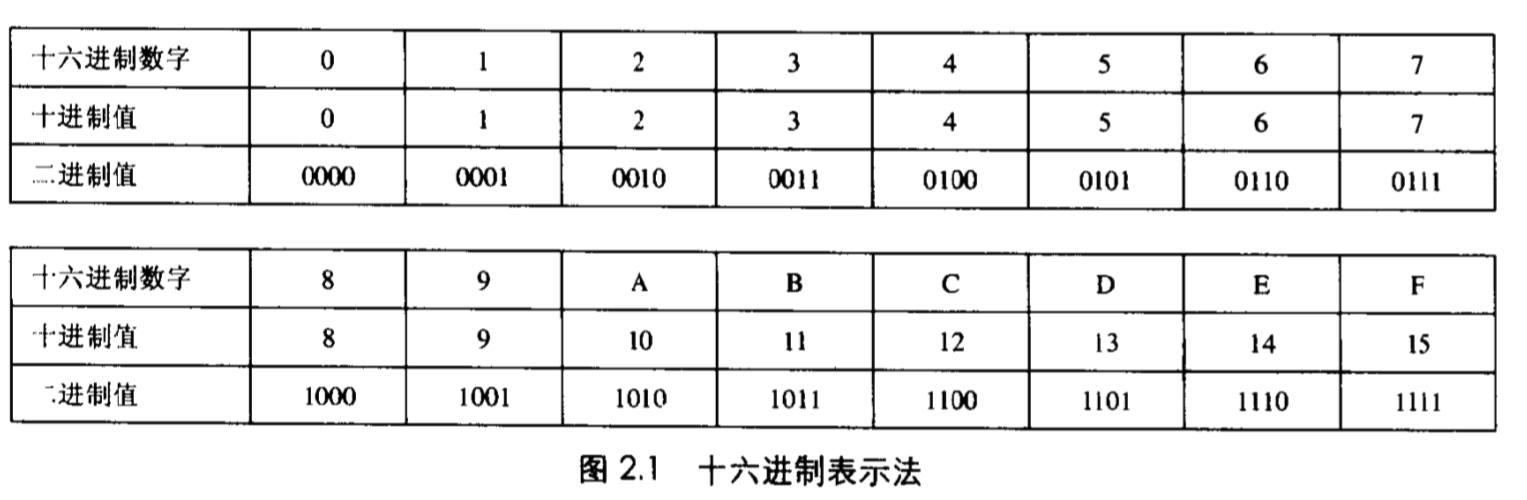 十六进制数字 0 1 2 3 4 5 6 7
十进制值 0 1 2 3 4 5 6 7
二进制值 0000 0001 0010 0011 0100 0101 0110 0111
十六进制数字 8 9 A B C D E F
十进制值 8 9 10 11 12 13 14 15
二进制值 1000 1001 1010 1011 1100 1101 1110 1111
图 2.1 十六进制表示法